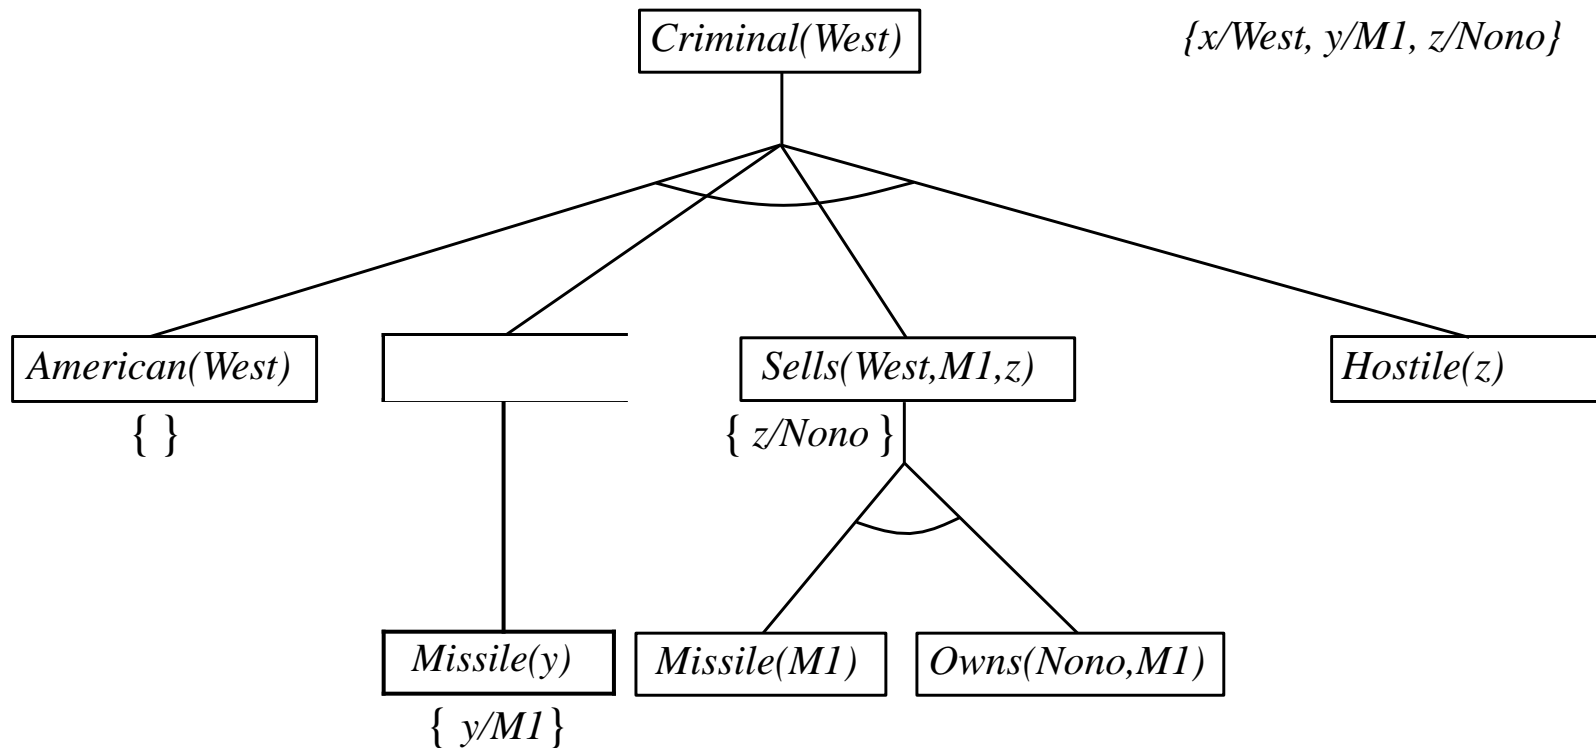 Criminal(West)
{x/West, y/M1, z/Nono}
American(West)
Sells(West,M1,z)
Hostile(z)
{ }
{ z/Nono }
Missile(y)
Missile(M1)
Owns(Nono,M1)
{ y/M1}